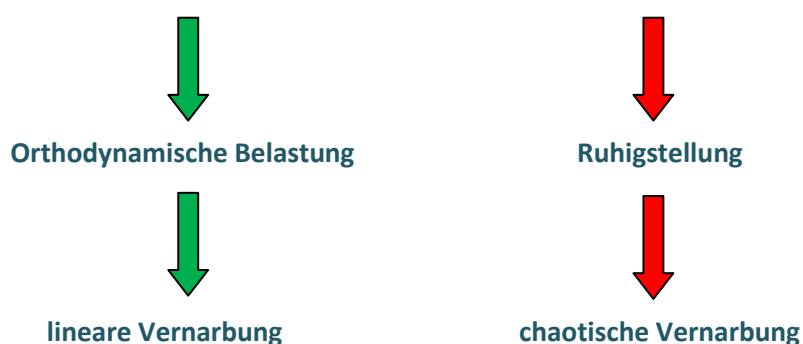 Orthodynamische Belastung
Ruhigstellung
lineare Vernarbung
chaotische Vernarbung